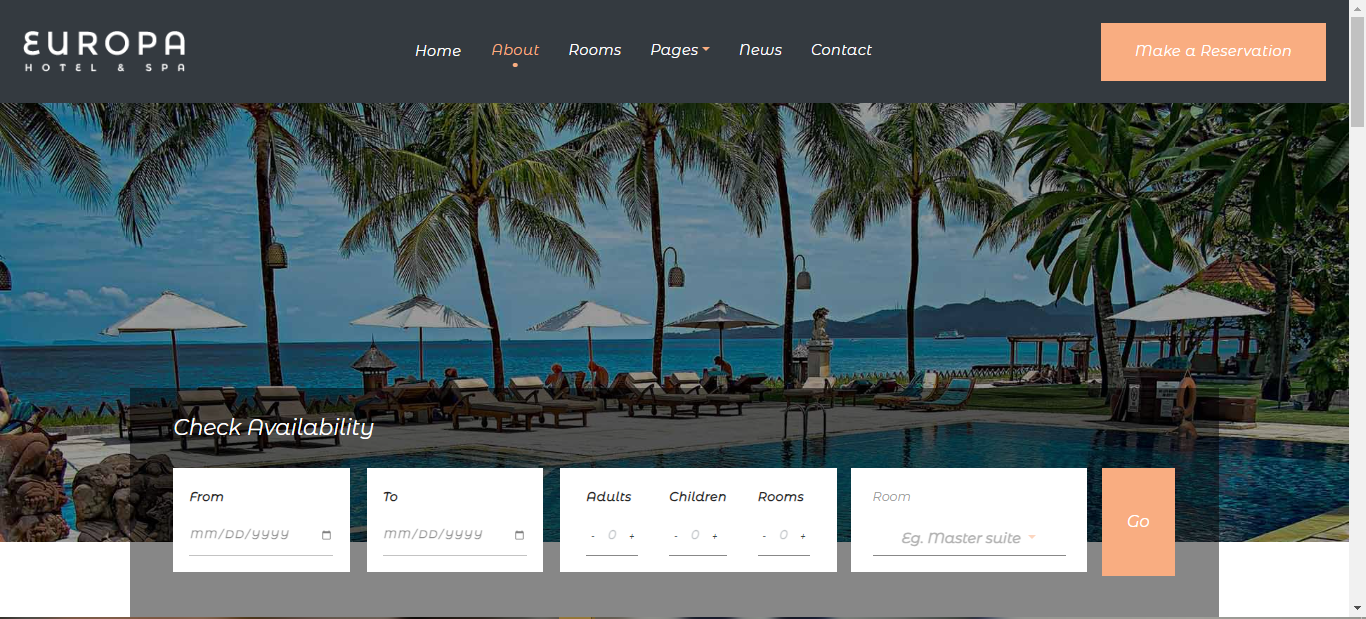 EUROPA
HOTEL & SPA
Home About Rooms Pages News Contact
Make a Reservation
Check Availability
From To Adults Children Rooms Room
mm/dd/yyyy mm/dd/yyyy - 0 + - 0 + - 0 + Eg. Master suite
Go